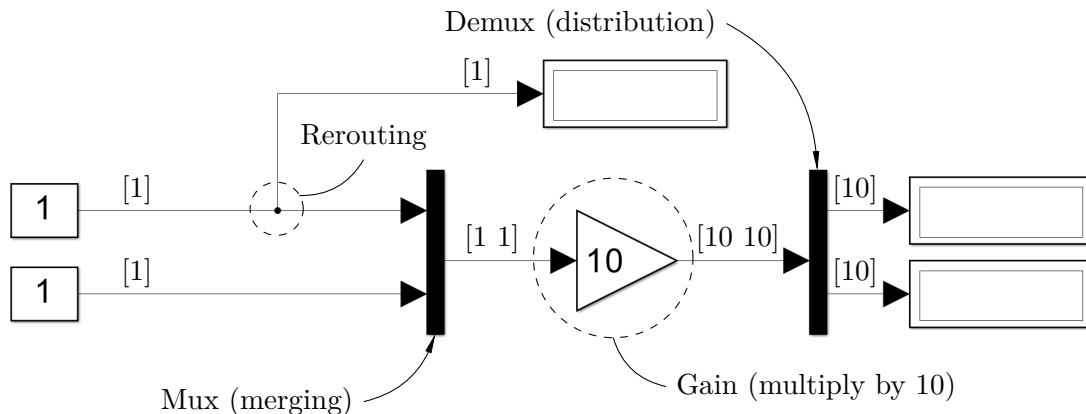 Demux (distribution)
[1]
Rerouting
1
[1]
[10]
[1 1]
10
[10 10]
1
[1]
[10]
Mux (merging)
Gain (multiply by 10)